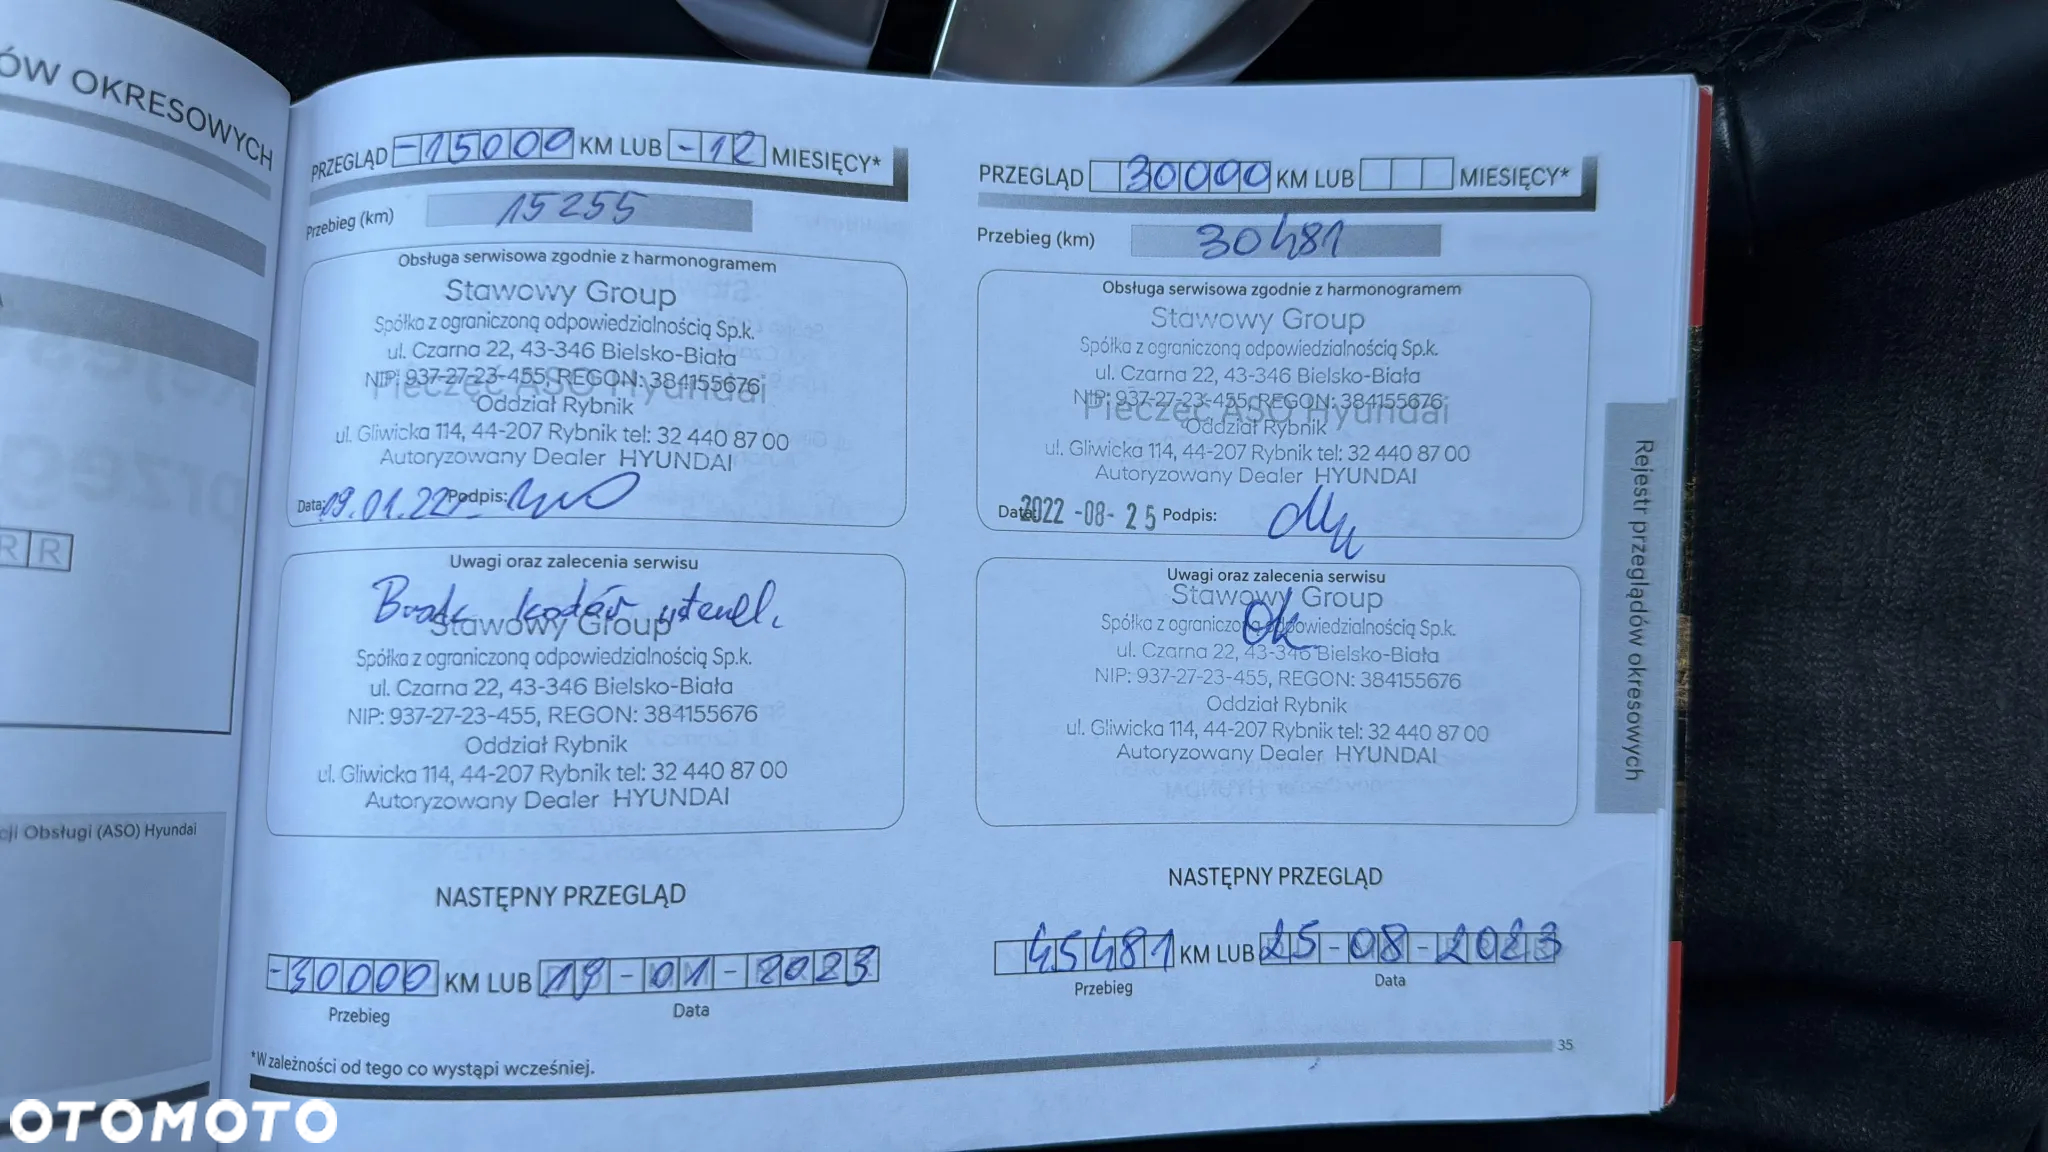 ÓW OKRESOWYCH
R R
cji Obsługi (ASO) Hyundai
PRZEGLĄD -15000 KM LUB -12 MIESIĘCY*
Przebieg (km) 15255
Obsługa serwisowa zgodnie z harmonogramem
Stawowy Group
Spółka z ograniczoną odpowiedzialnością Sp.k.
ul. Czarna 22, 43-346 Bielsko-Biała
NIP: 937-27-23-455, REGON: 384155676
Pieczęć ASO Hyundai
Oddział Rybnik
ul. Gliwicka 114, 44-207 Rybnik tel: 32 440 87 00
Autoryzowany Dealer HYUNDAI
Data: 19.01.22r Podpis:
Uwagi oraz zalecenia serwisu
Brak kodów usterek.
Stawowy Group
Spółka z ograniczoną odpowiedzialnością Sp.k.
ul. Czarna 22, 43-346 Bielsko-Biała
NIP: 937-27-23-455, REGON: 384155676
Oddział Rybnik
ul. Gliwicka 114, 44-207 Rybnik tel: 32 440 87 00
Autoryzowany Dealer HYUNDAI
NASTĘPNY PRZEGLĄD
-30000 KM LUB 19-01-2023
Przebieg Data
*W zależności od tego co wystąpi wcześniej.
PRZEGLĄD 30000 KM LUB MIESIĘCY*
Przebieg (km) 30481
Obsługa serwisowa zgodnie z harmonogramem
Stawowy Group
Spółka z ograniczoną odpowiedzialnością Sp.k.
ul. Czarna 22, 43-346 Bielsko-Biała
NIP: 937-27-23-455, REGON: 384155676
Pieczęć ASO Hyundai
Oddział Rybnik
ul. Gliwicka 114, 44-207 Rybnik tel: 32 440 87 00
Autoryzowany Dealer HYUNDAI
Data: 2022-08-25 Podpis:
Uwagi oraz zalecenia serwisu
Stawowy Group
Ok
Spółka z ograniczoną odpowiedzialnością Sp.k.
ul. Czarna 22, 43-346 Bielsko-Biała
NIP: 937-27-23-455, REGON: 384155676
Oddział Rybnik
ul. Gliwicka 114, 44-207 Rybnik tel: 32 440 87 00
Autoryzowany Dealer HYUNDAI
NASTĘPNY PRZEGLĄD
45481 KM LUB 25-08-2023
Przebieg Data
35
Rejestr przeglądów okresowych
OTOMOTO